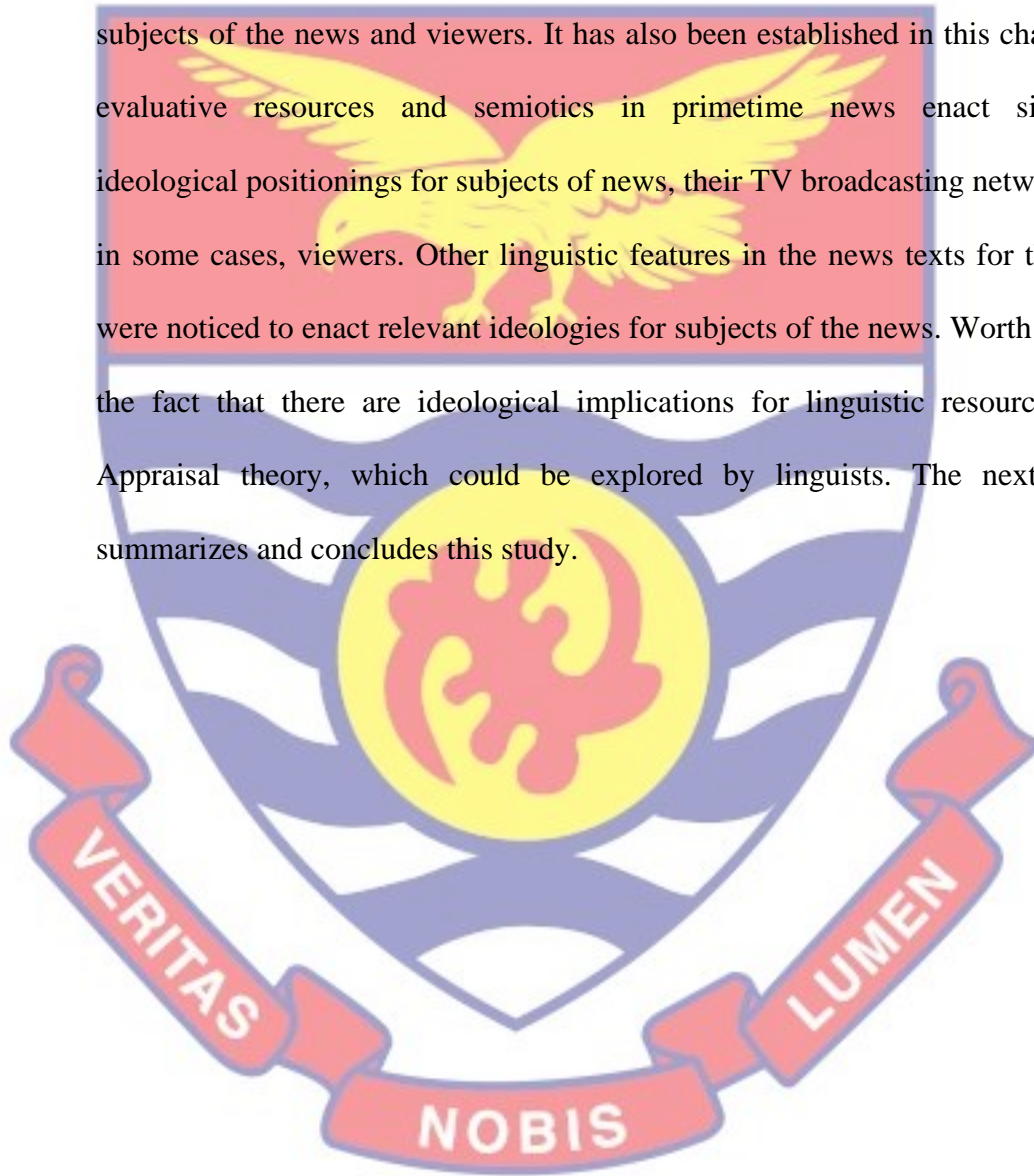 subjects of the news and viewers. It has also been established in this cha
evaluative resources and semiotics in primetime news enact si
ideological positionings for subjects of news, their TV broadcasting netw
in some cases, viewers. Other linguistic features in the news texts for t
were noticed to enact relevant ideologies for subjects of the news. Worth
the fact that there are ideological implications for linguistic resourc
Appraisal theory, which could be explored by linguists. The next
summarizes and concludes this study.
VERITAS
NOBIS
LUMEN